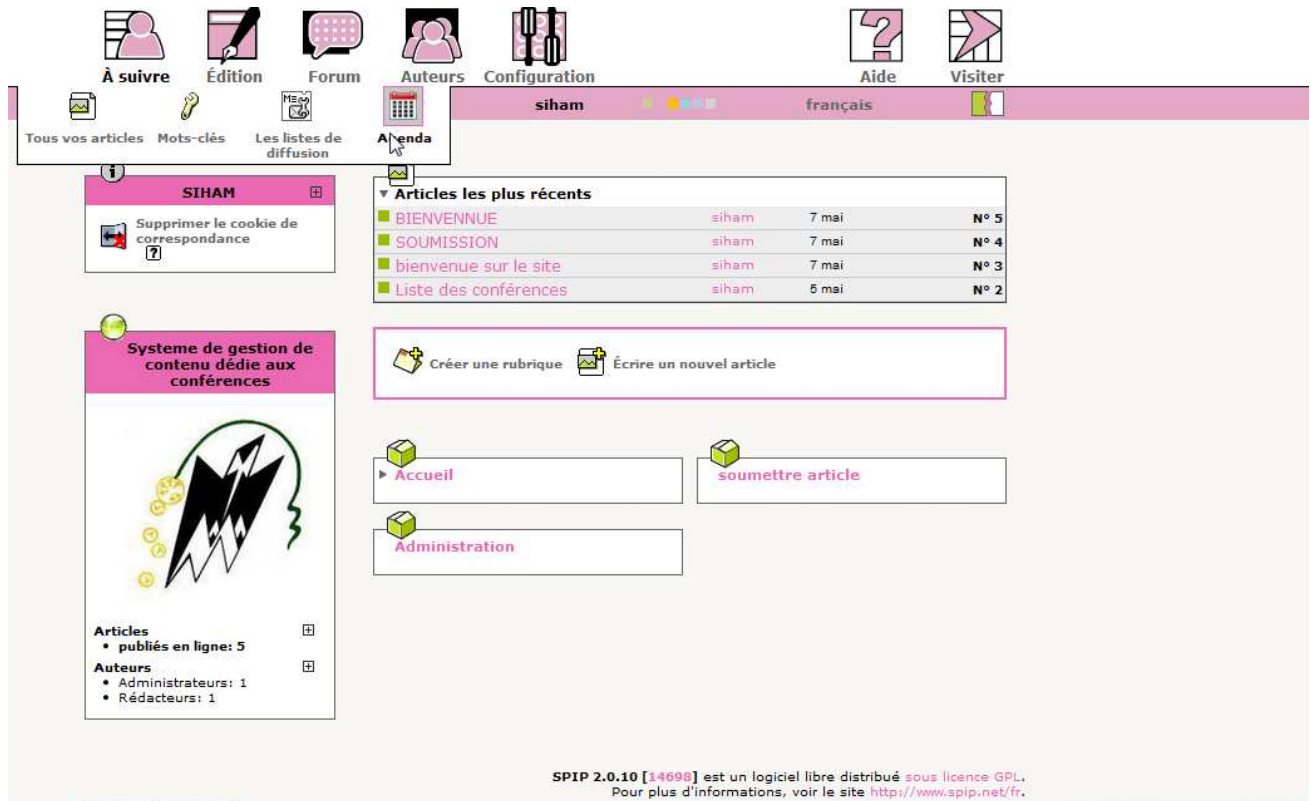 À suivre Édition Forum Auteurs Configuration Aide Visiter
siham français
Tous vos articles Mots-clés Les listes de diffusion Agenda
SIHAM
Supprimer le cookie de
correspondance
?
Articles les plus récents
BIENVENNUE siham 7 mai N° 5
SOUMISSION siham 7 mai N° 4
bienvenue sur le site siham 7 mai N° 3
Liste des conférences siham 5 mai N° 2
Systeme de gestion de
contenu dédie aux
conférences
Créer une rubrique Écrire un nouvel article
Accueil soumettre article
Administration
Articles
• publiés en ligne: 5
Auteurs
• Administrateurs: 1
• Rédacteurs: 1
SPIP 2.0.10 [14698] est un logiciel libre distribué sous licence GPL.
Pour plus d'informations, voir le site http://www.spip.net/fr.